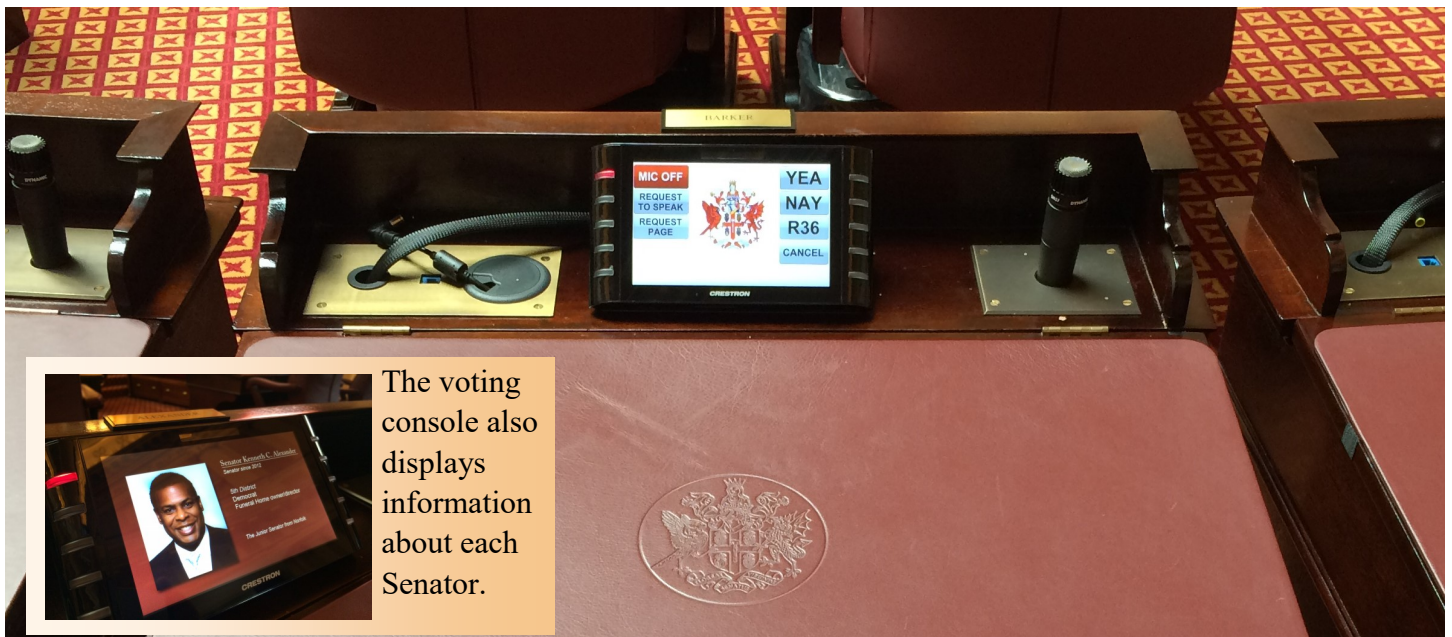 BARKER
MIC OFF
REQUEST
TO SPEAK
REQUEST
PAGE
YEA
NAY
R36
CANCEL
CRESTRON
DYNAMIC
DYNAMIC
The voting
console also
displays
information
about each
Senator.
Senator Kenneth C. Alexander
Senator since 2012
5th District
Democrat
Funeral Home owner/director
The Junior Senator from Norfolk
CRESTRON